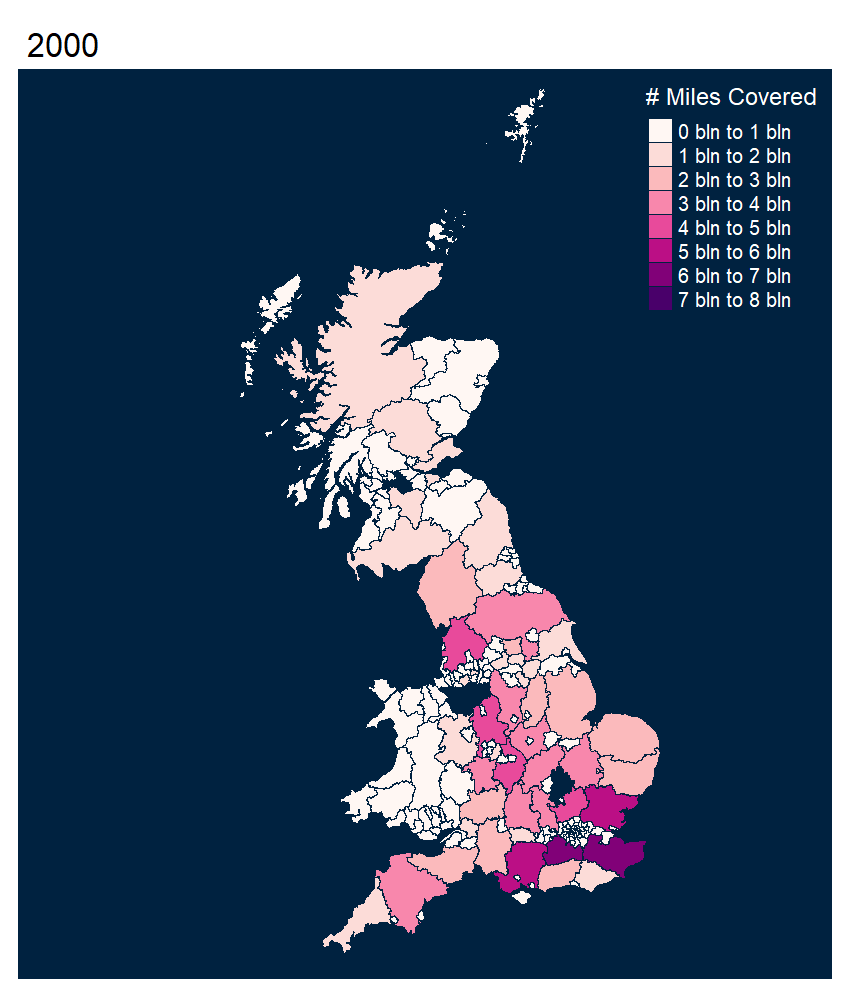 2000
# Miles Covered
0 bln to 1 bln
1 bln to 2 bln
2 bln to 3 bln
3 bln to 4 bln
4 bln to 5 bln
5 bln to 6 bln
6 bln to 7 bln
7 bln to 8 bln